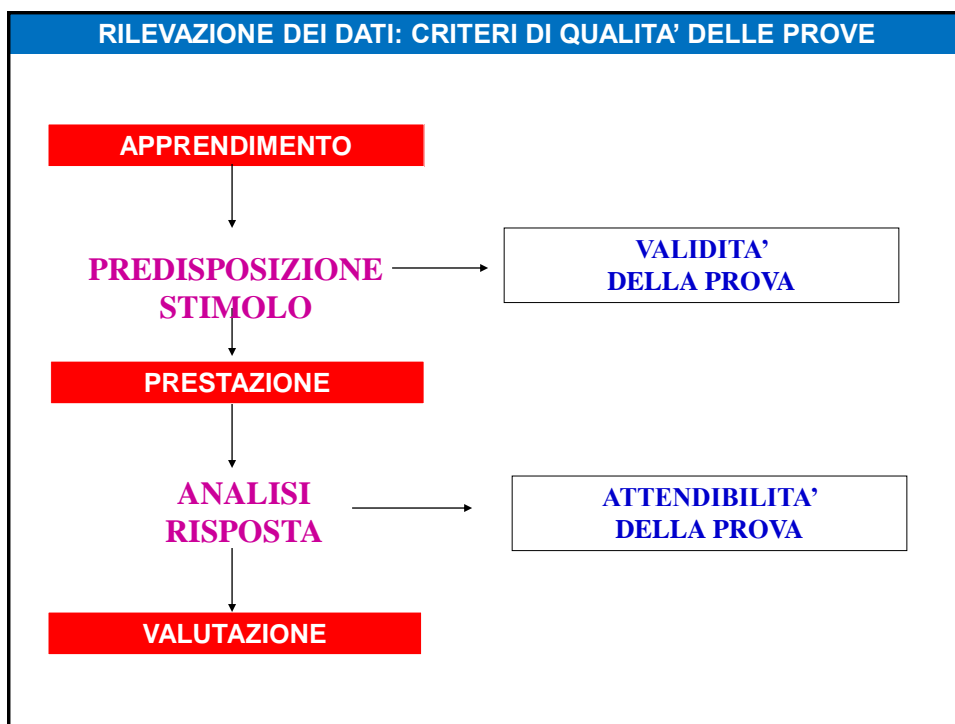 RILEVAZIONE DEI DATI: CRITERI DI QUALITA’ DELLE PROVE
APPRENDIMENTO
PREDISPOSIZIONE
STIMOLO
VALIDITA’
DELLA PROVA
PRESTAZIONE
ANALISI
RISPOSTA
ATTENDIBILITA’
DELLA PROVA
VALUTAZIONE